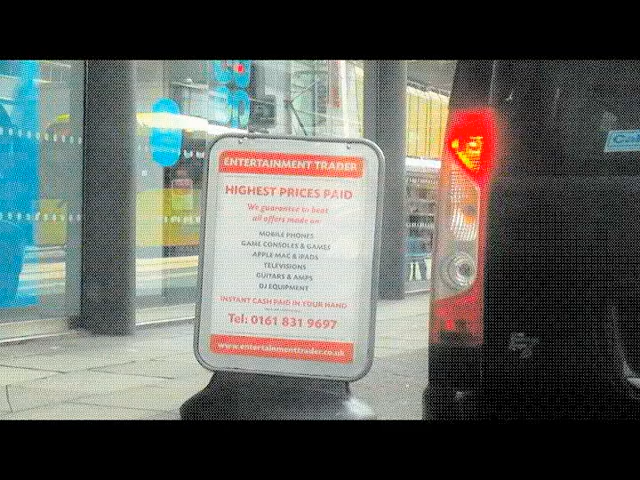 ENTERTAINMENT TRADER
HIGHEST PRICES PAID
We guarantee to beat
all offers made on
MOBILE PHONES
GAME CONSOLES & GAMES
APPLE MAC & IPADS
TELEVISIONS
GUITARS & AMPS
DJ EQUIPMENT
INSTANT CASH PAID IN YOUR HAND
Tel: 0161 831 9697
www.entertainmenttrader.co.uk